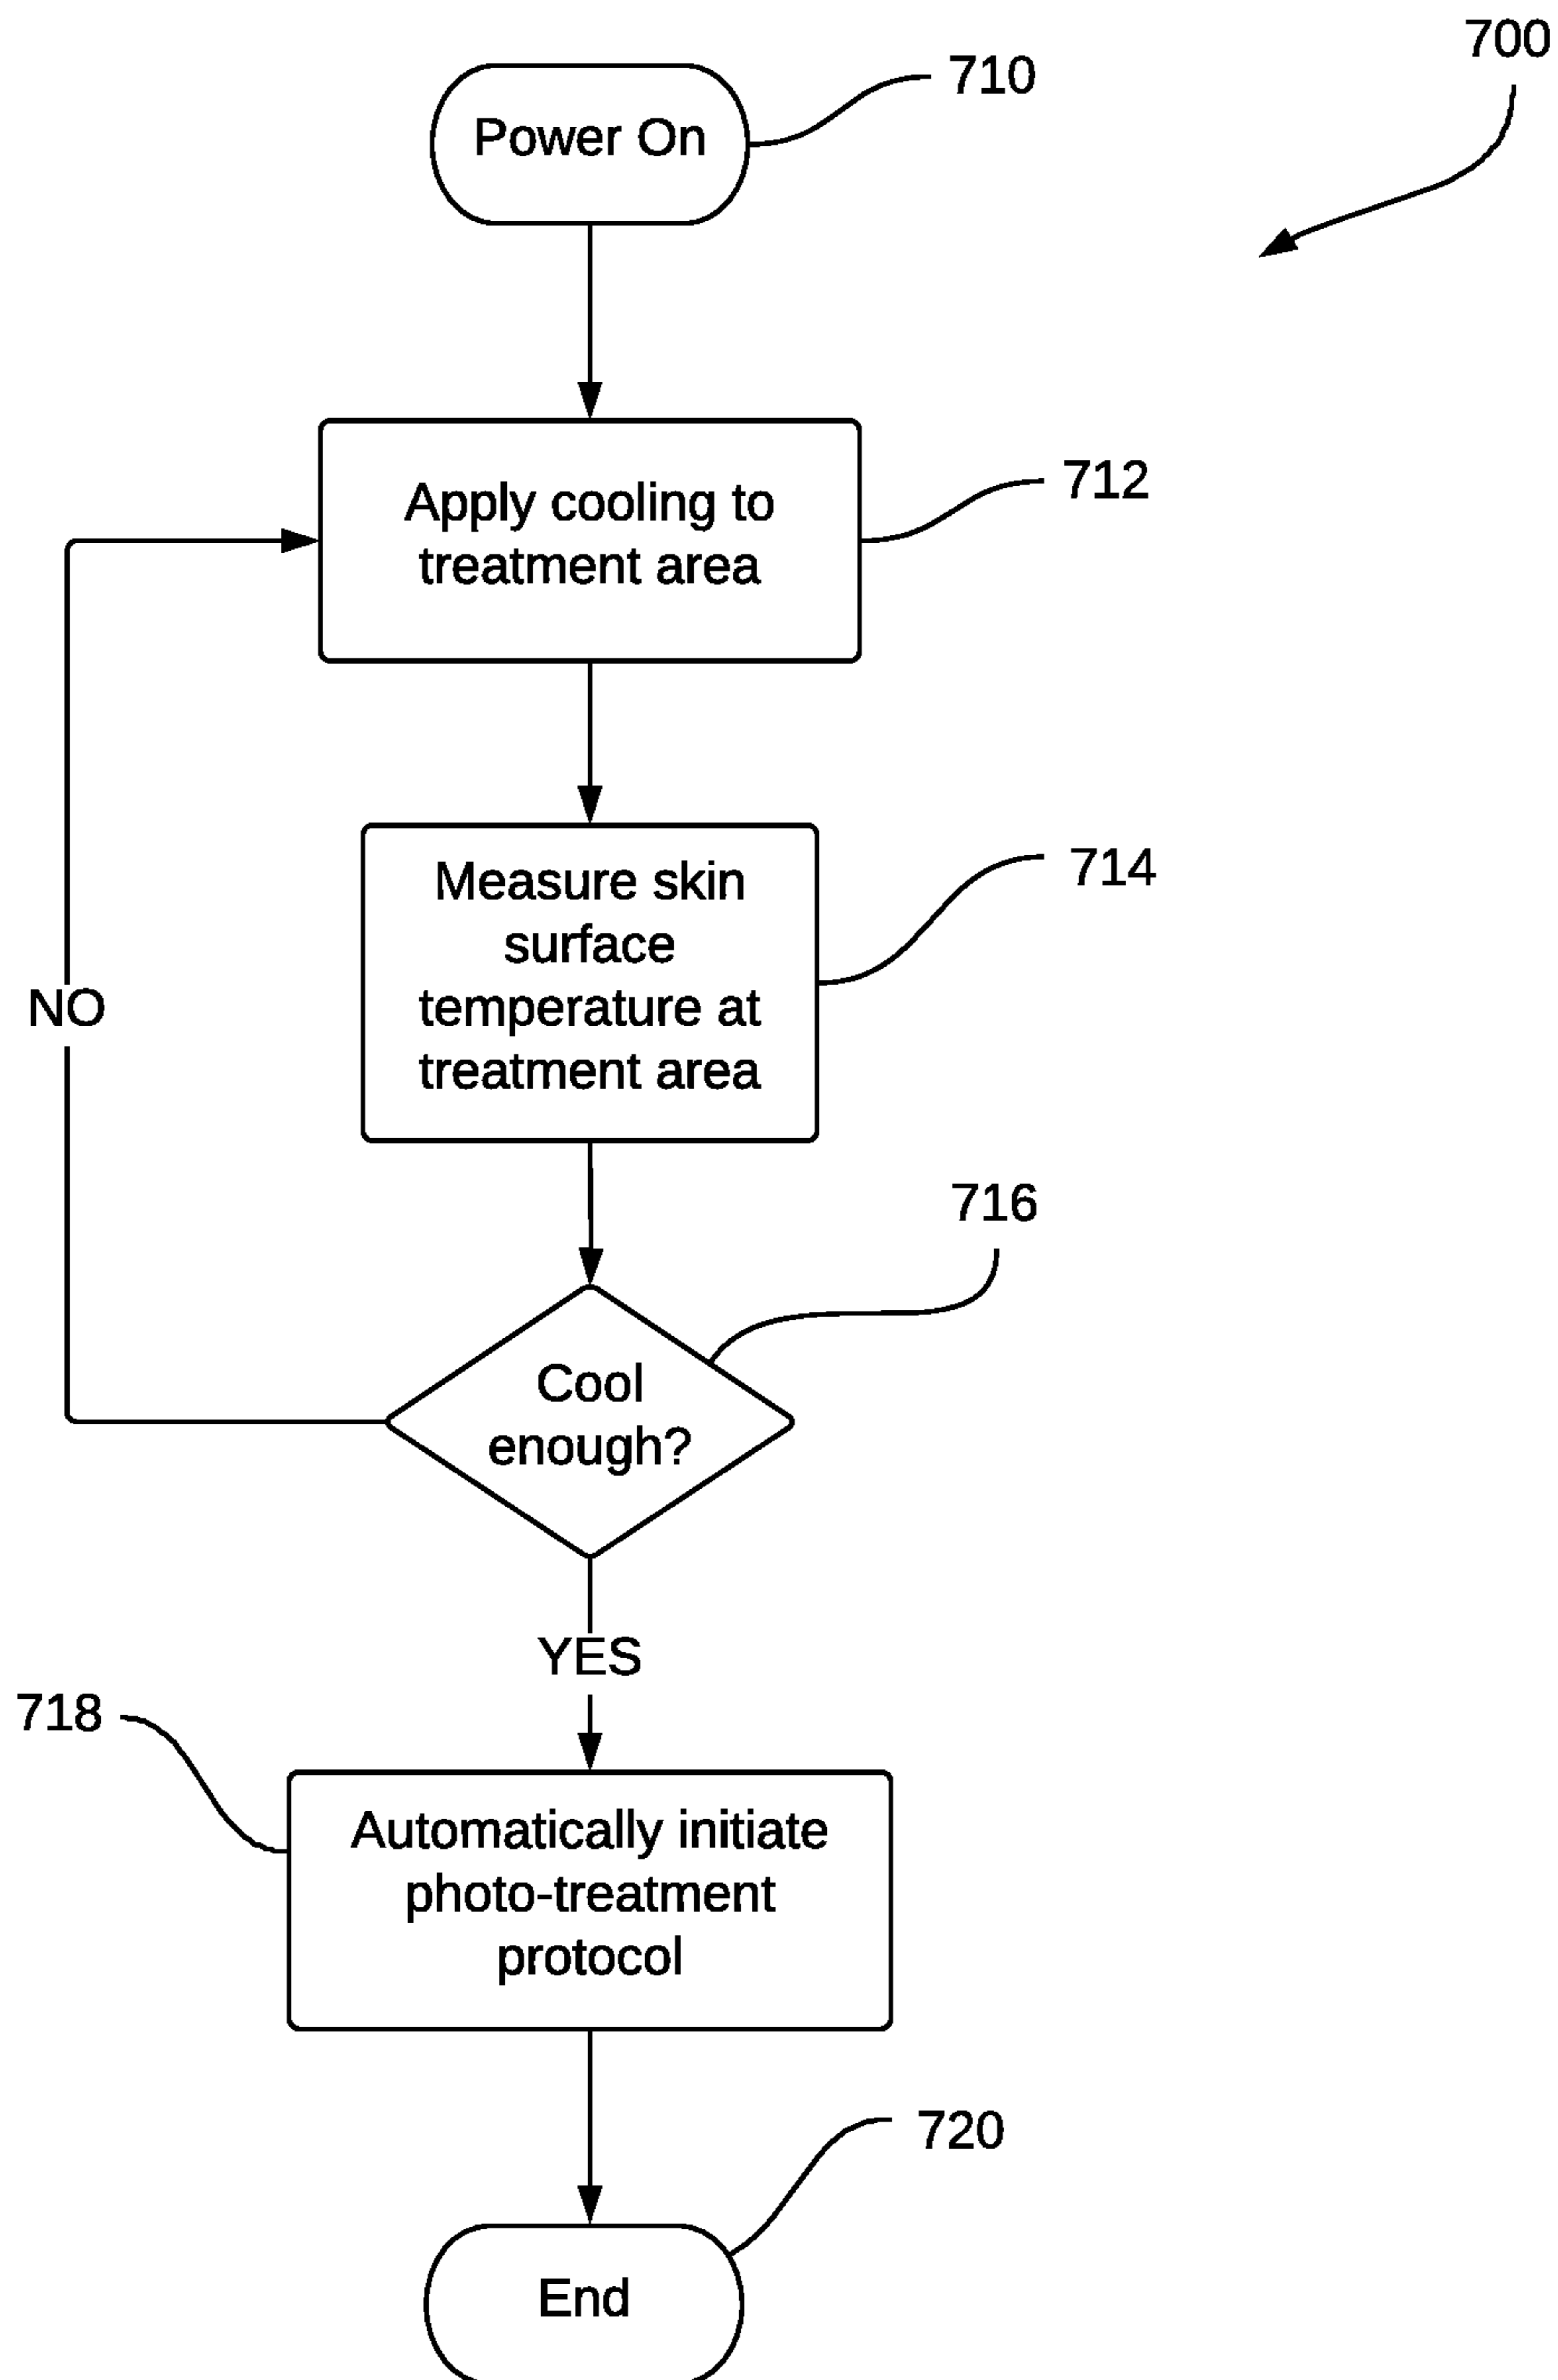 700
710
Power On
712
Apply cooling to
treatment area
714
Measure skin
surface
temperature at
treatment area
NO
716
Cool
enough?
YES
718
Automatically initiate
photo-treatment
protocol
720
End